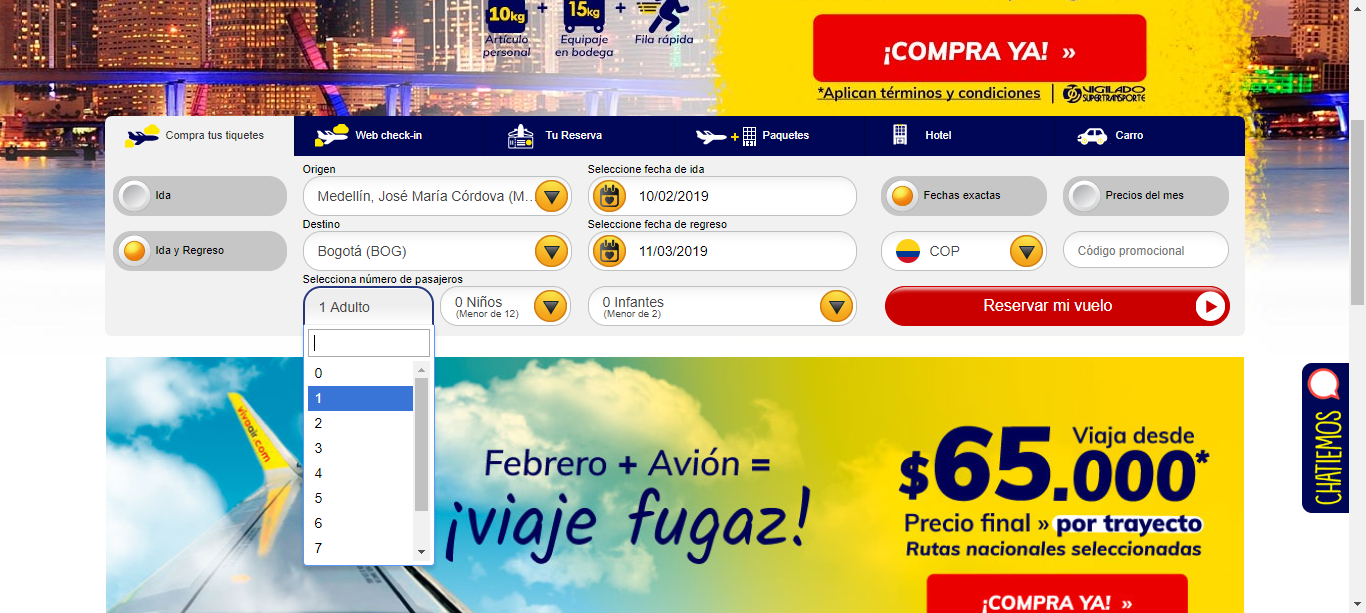 10kg + 15kg +
Artículo
personal
Equipaje
en bodega
Fila rápida
¡COMPRA YA! »
*Aplican términos y condiciones | VIGILADO
SUPERTRANSPORTE
Compra tus tiquetes
Web check-in
Tu Reserva
+
Paquetes
Hotel
Carro
Ida
Ida y Regreso
Origen
Medellín, José María Córdova (M...
Destino
Bogotá (BOG)
Selecciona número de pasajeros
1 Adulto
0 Niños
(Menor de 12)
0 Infantes
(Menor de 2)
Seleccione fecha de ida
10/02/2019
Seleccione fecha de regreso
11/03/2019
Fechas exactas
Precios del mes
COP
Código promocional
Reservar mi vuelo
0
1
2
3
4
5
6
7
vivaair.com
Febrero + Avión =
¡viaje fugaz!
Viaja desde
$65.000*
Precio final » por trayecto
Rutas nacionales seleccionadas
¡COMPRA YA! »
CHATIEMOS